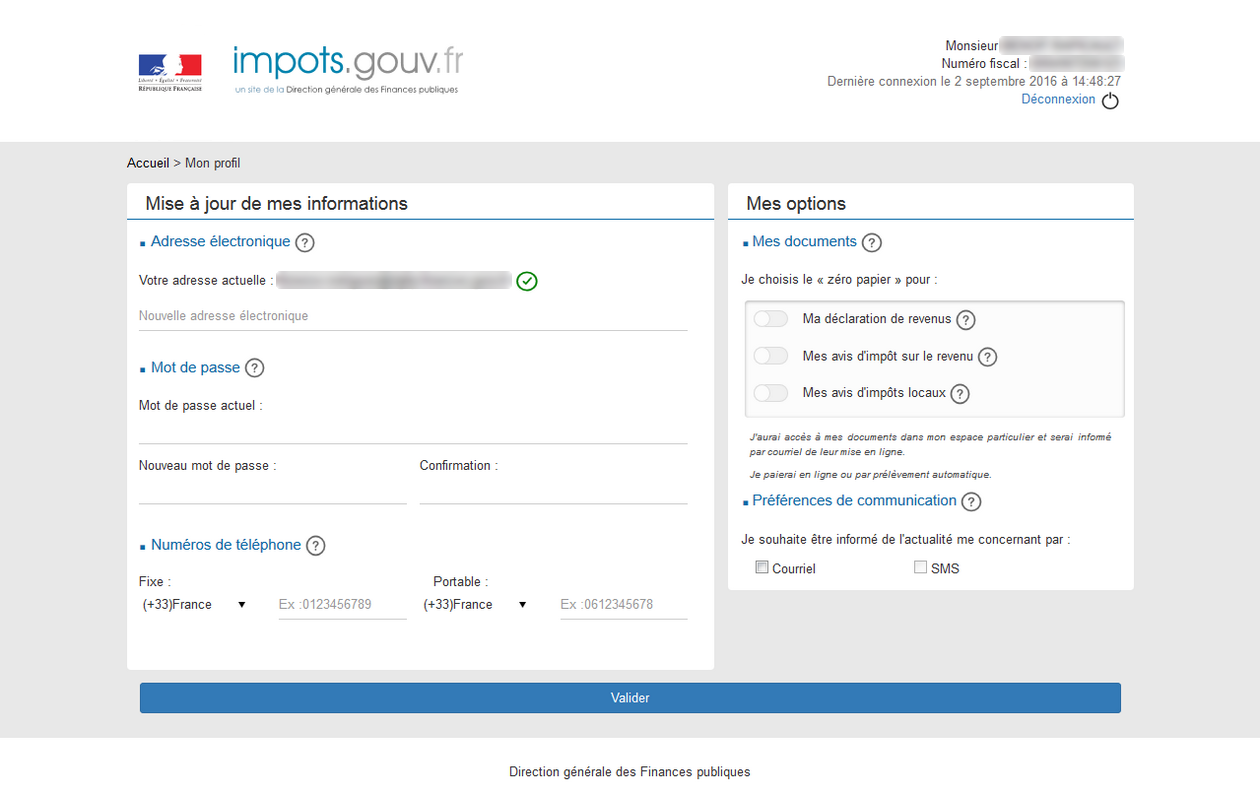 Liberté • Égalité • Fraternité
RÉPUBLIQUE FRANÇAISE
impots.gouv.fr
un site de la Direction générale des Finances publiques
Monsieur
Numéro fiscal :
Dernière connexion le 2 septembre 2016 à 14:48:27
Déconnexion
Accueil > Mon profil
Mise à jour de mes informations
Adresse électronique ?
Votre adresse actuelle :
Nouvelle adresse électronique
Mot de passe ?
Mot de passe actuel :
Nouveau mot de passe : Confirmation :
Numéros de téléphone ?
Fixe : Portable :
(+33)France ▼ Ex :0123456789 (+33)France ▼ Ex :0612345678
Mes options
Mes documents ?
Je choisis le « zéro papier » pour :
Ma déclaration de revenus ?
Mes avis d'impôt sur le revenu ?
Mes avis d'impôts locaux ?
J'aurai accès à mes documents dans mon espace particulier et serai informé
par courriel de leur mise en ligne.
Je paierai en ligne ou par prélèvement automatique.
Préférences de communication ?
Je souhaite être informé de l'actualité me concernant par :
Courriel SMS
Valider
Direction générale des Finances publiques